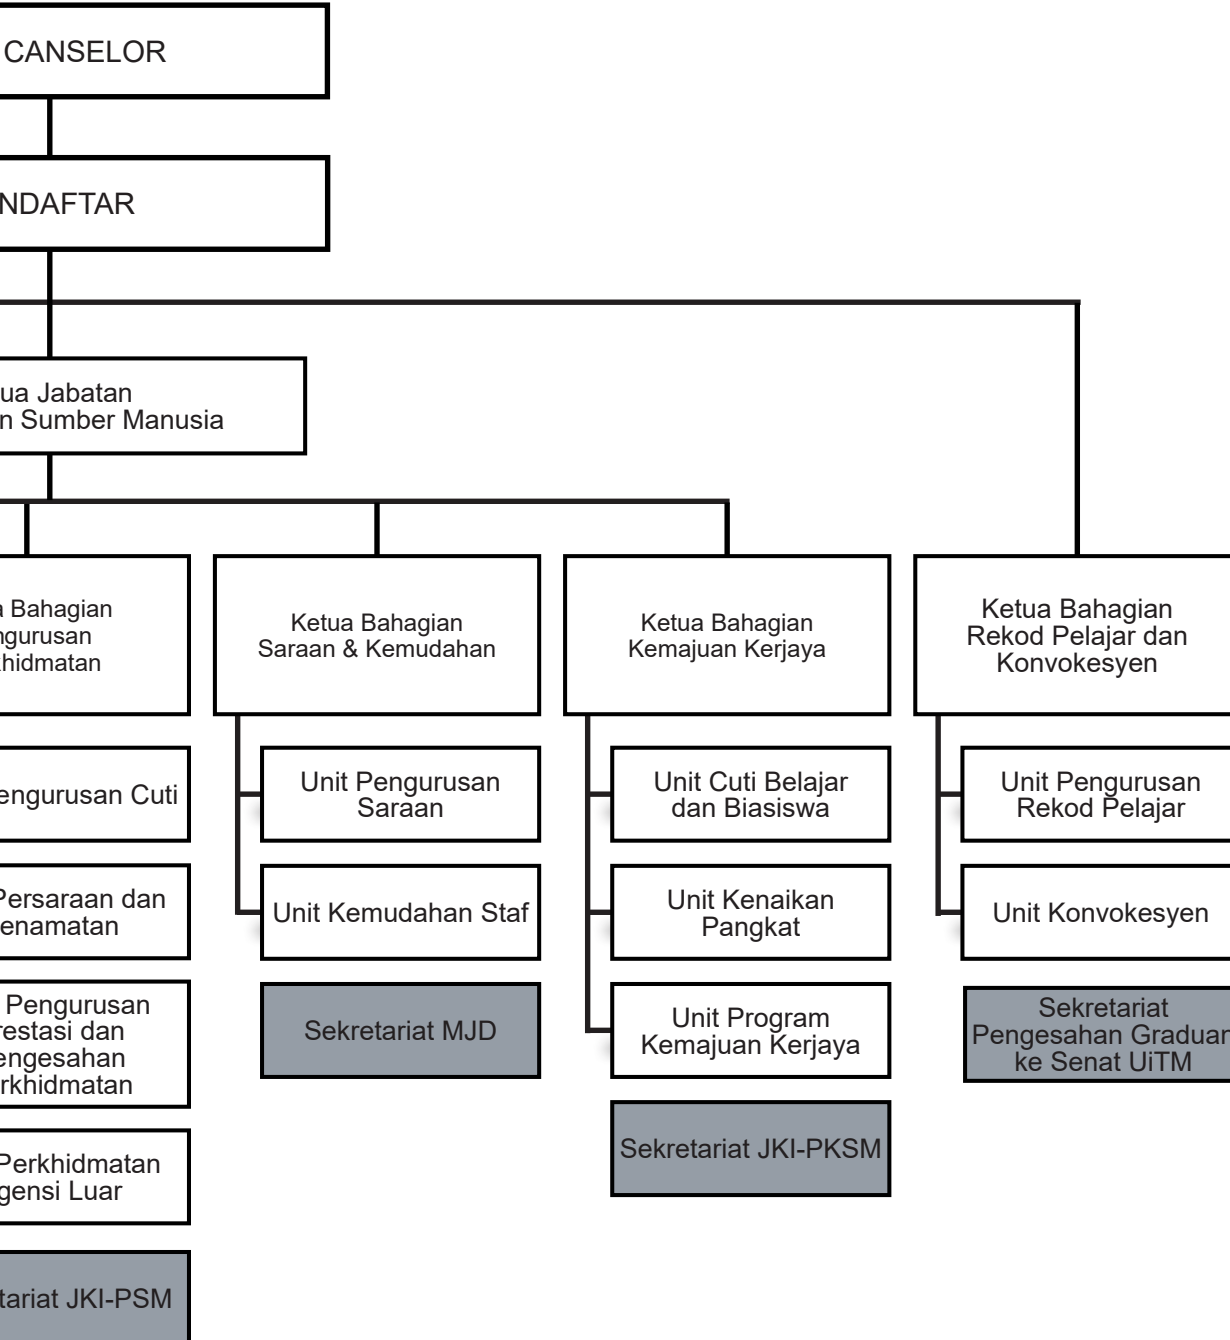 CANSELOR
NDAFTAR
ua Jabatan
n Sumber Manusia
a Bahagian
ngurusan
hidmatan
engurusan Cuti
Persaraan dan
enamatan
Pengurusan
restasi dan
engesahan
rkhidmatan
Perkhidmatan
gensi Luar
tariat JKI-PSM
Ketua Bahagian
Saraan & Kemudahan
Unit Pengurusan
Saraan
Unit Kemudahan Staf
Sekretariat MJD
Ketua Bahagian
Kemajuan Kerjaya
Unit Cuti Belajar
dan Biasiswa
Unit Kenaikan
Pangkat
Unit Program
Kemajuan Kerjaya
Sekretariat JKI-PKSM
Ketua Bahagian
Rekod Pelajar dan
Konvokesyen
Unit Pengurusan
Rekod Pelajar
Unit Konvokesyen
Sekretariat
Pengesahan Graduan
ke Senat UiTM